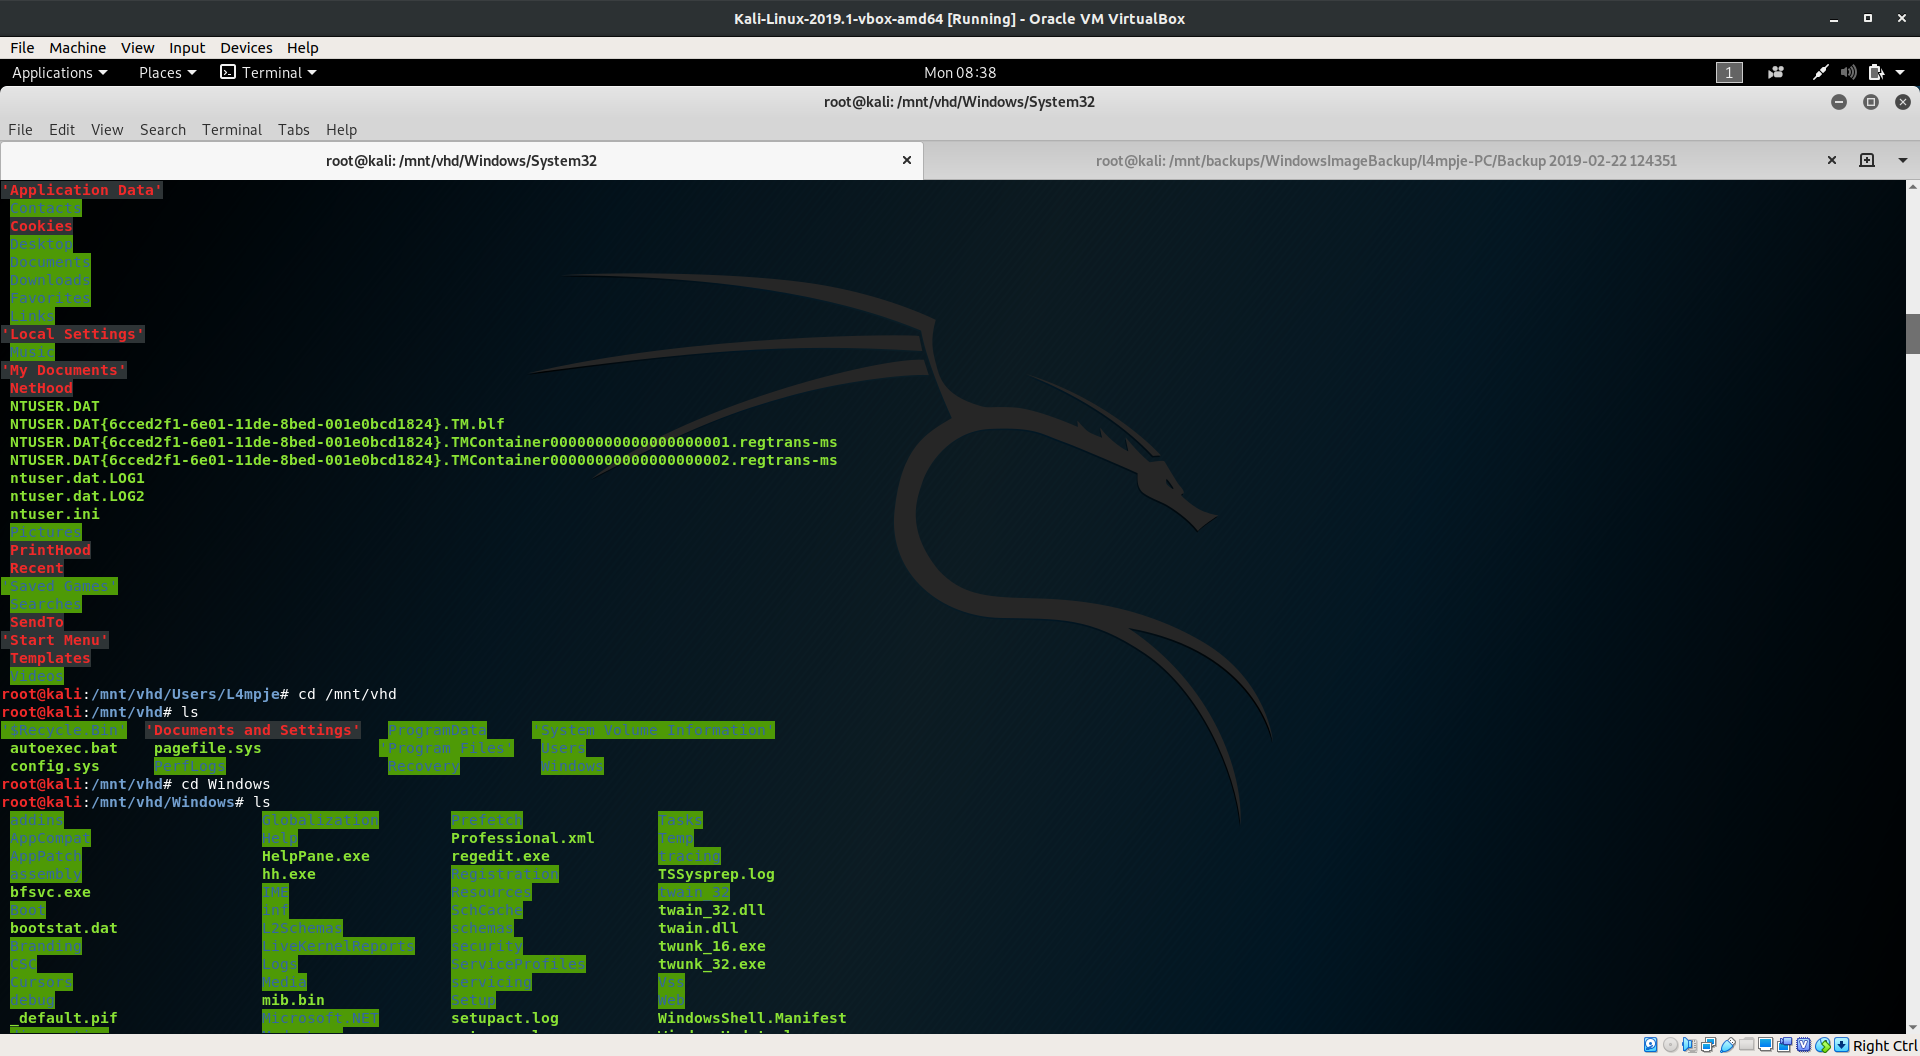 Kali-Linux-2019.1-vbox-amd64 [Running] - Oracle VM VirtualBox
File Machine View Input Devices Help
Applications Places Terminal Mon 08:38 1
root@kali: /mnt/vhd/Windows/System32
File Edit View Search Terminal Tabs Help
root@kali: /mnt/vhd/Windows/System32 root@kali: /mnt/backups/WindowsImageBackup/l4mpje-PC/Backup 2019-02-22 124351
'Application Data'
Contacts
Cookies
Desktop
Documents
Downloads
Favorites
Links
'Local Settings'
Music
'My Documents'
NetHood
NTUSER.DAT
NTUSER.DAT{6cced2f1-6e01-11de-8bed-001e0bcd1824}.TM.blf
NTUSER.DAT{6cced2f1-6e01-11de-8bed-001e0bcd1824}.TMContainer00000000000000000001.regtrans-ms
NTUSER.DAT{6cced2f1-6e01-11de-8bed-001e0bcd1824}.TMContainer00000000000000000002.regtrans-ms
ntuser.dat.LOG1
ntuser.dat.LOG2
ntuser.ini
Pictures
PrintHood
Recent
'Saved Games'
Searches
SendTo
'Start Menu'
Templates
Videos
root@kali:/mnt/vhd/Users/L4mpje# cd /mnt/vhd
root@kali:/mnt/vhd# ls
'$Recycle.Bin' 'Documents and Settings' ProgramData 'System Volume Information'
autoexec.bat pagefile.sys 'Program Files' Users
config.sys PerfLogs Recovery Windows
root@kali:/mnt/vhd# cd Windows
root@kali:/mnt/vhd/Windows# ls
addins Globalization Prefetch Tasks
AppCompat Help Professional.xml Temp
AppPatch HelpPane.exe regedit.exe tracing
assembly hh.exe Registration TSSysprep.log
bfsvc.exe IME Resources twain_32
Boot inf SchCache twain_32.dll
bootstat.dat L2Schemas schemas twain.dll
Branding LiveKernelReports security twunk_16.exe
CSC Logs ServiceProfiles twunk_32.exe
Cursors Media servicing Vss
debug mib.bin Setup Web
_default.pif Microsoft.NET setupact.log WindowsShell.Manifest
Right Ctrl